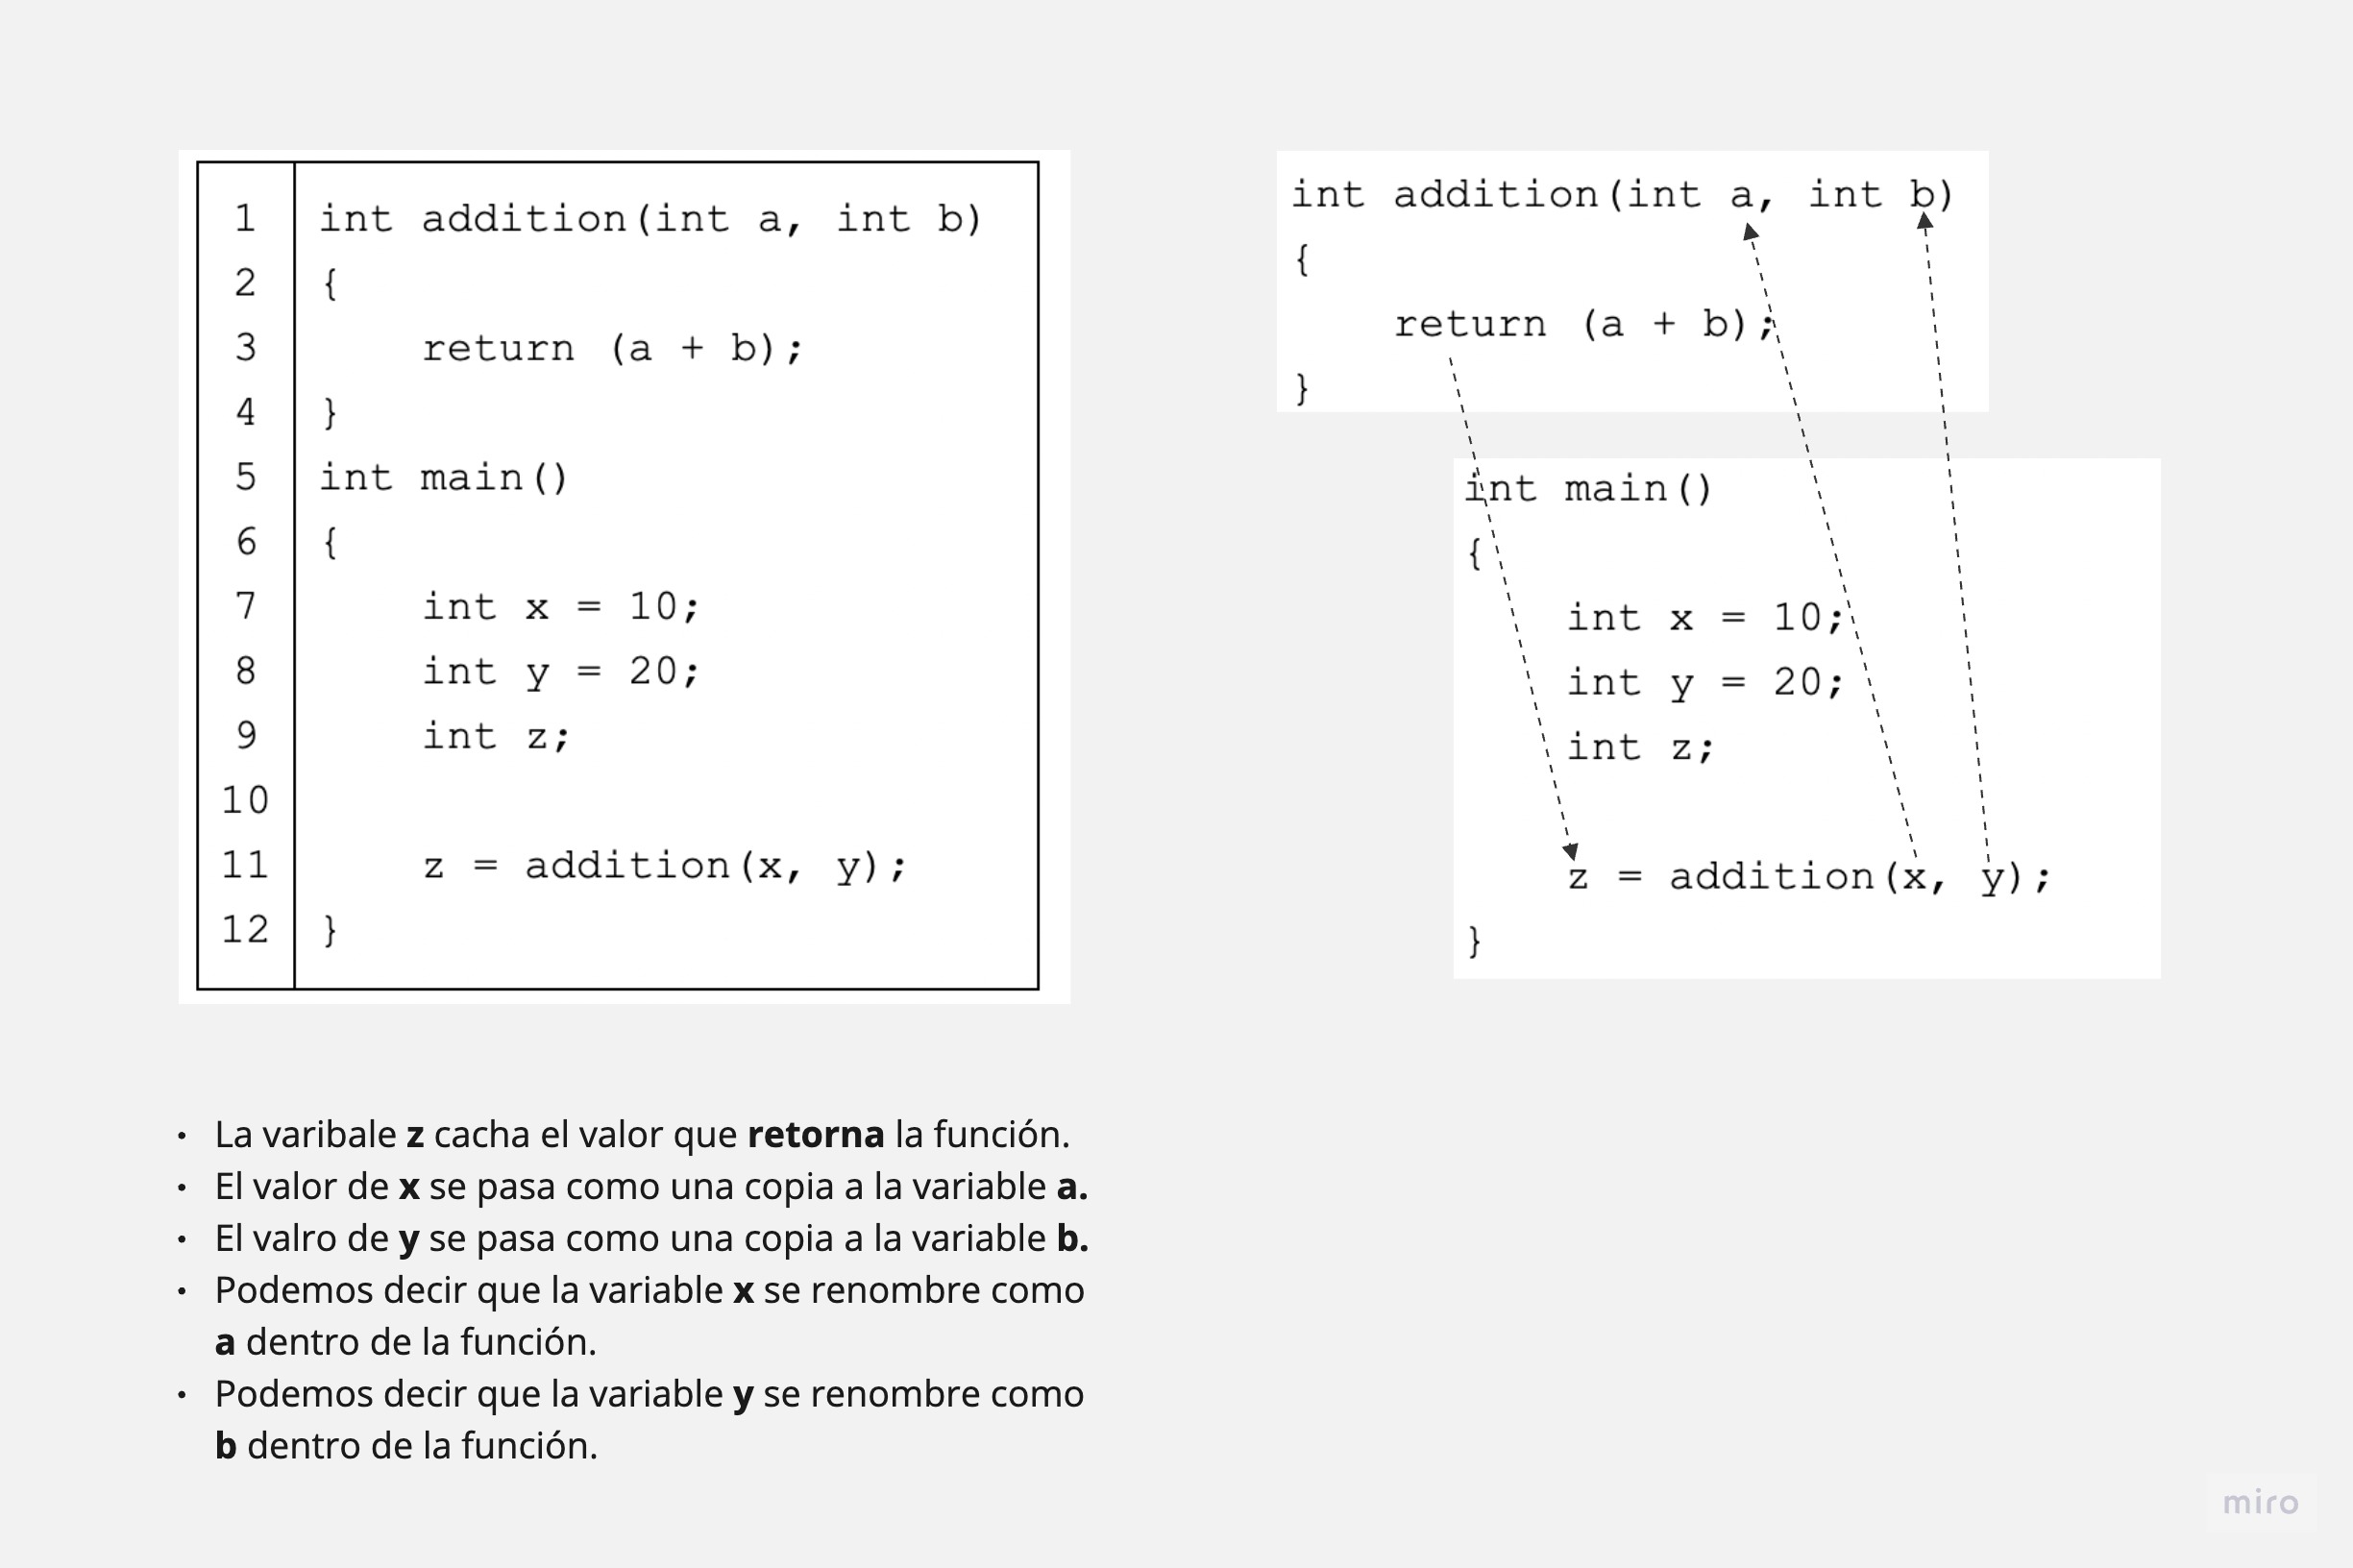 1 int addition(int a, int b)
2 {
3 return (a + b);
4 }
5 int main()
6 {
7 int x = 10;
8 int y = 20;
9 int z;
10
11 z = addition(x, y);
12 }
int addition(int a, int b)
{
return (a + b);
}
int main()
{
int x = 10;
int y = 20;
int z;
z = addition(x, y);
}
• La varibale z cacha el valor que retorna la función.
• El valor de x se pasa como una copia a la variable a.
• El valro de y se pasa como una copia a la variable b.
• Podemos decir que la variable x se renombre como
a dentro de la función.
• Podemos decir que la variable y se renombre como
b dentro de la función.
miro